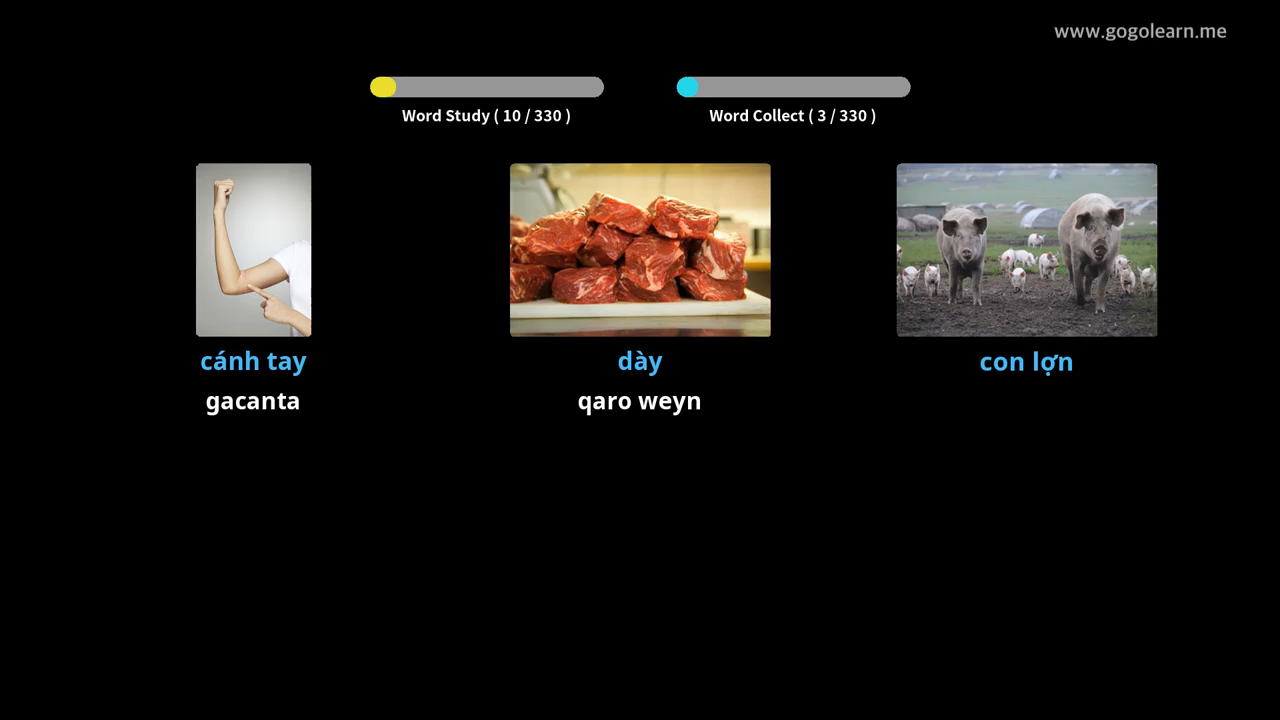 www.gogolearn.me
Word Study ( 10 / 330 )
Word Collect ( 3 / 330 )
cánh tay
gacanta
dày
qaro weyn
con lợn